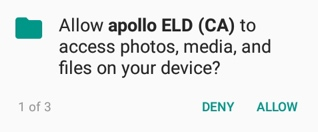 Allow apollo ELD (CA) to
access photos, media, and
files on your device?
1 of 3 DENY ALLOW